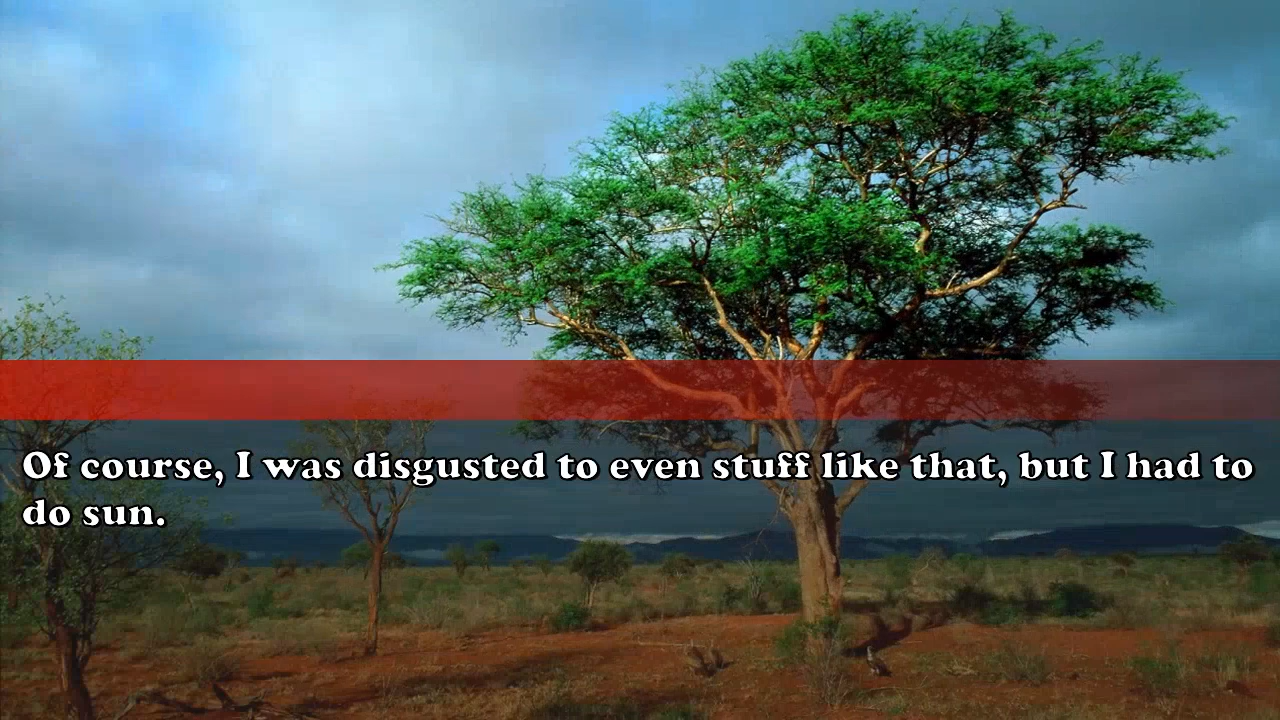 Of course, I was disgusted to even stuff like that, but I had to
do sun.